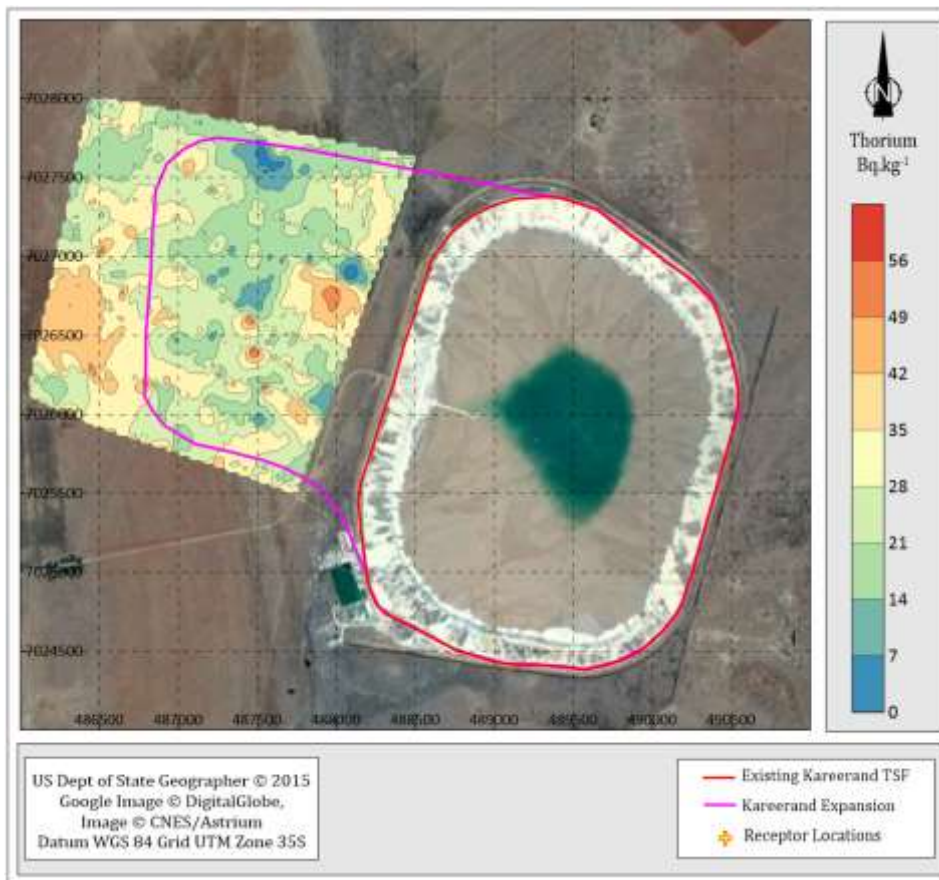 N
Thorium
Bq.kg⁻¹
56
49
42
35
28
21
14
7
0
7028000
7027500
7027000
7026500
7026000
7025500
7025000
7024500
486500 487000 487500 488000 488500 489000 489500 490000 490500
US Dept of State Geographer © 2015
Google Image © DigitalGlobe,
Image © CNES/Astrium
Datum WGS 84 Grid UTM Zone 35S
Existing Kareerand TSF
Kareerand Expansion
Receptor Locations